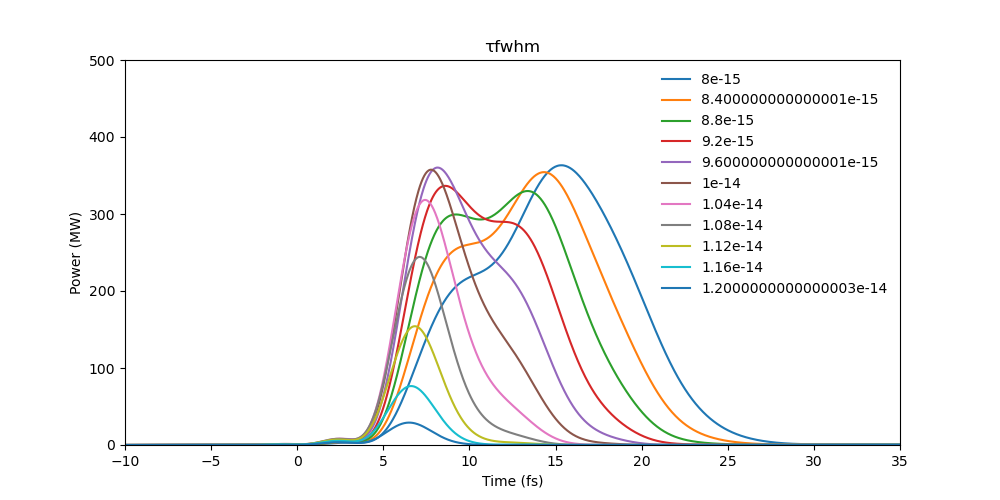 τfwhm
500
400
300
200
100
0
Power (MW)
−10
−5
0
5
10
15
20
25
30
35
Time (fs)
8e-15
8.400000000000001e-15
8.8e-15
9.2e-15
9.600000000000001e-15
1e-14
1.04e-14
1.08e-14
1.12e-14
1.16e-14
1.2000000000000003e-14